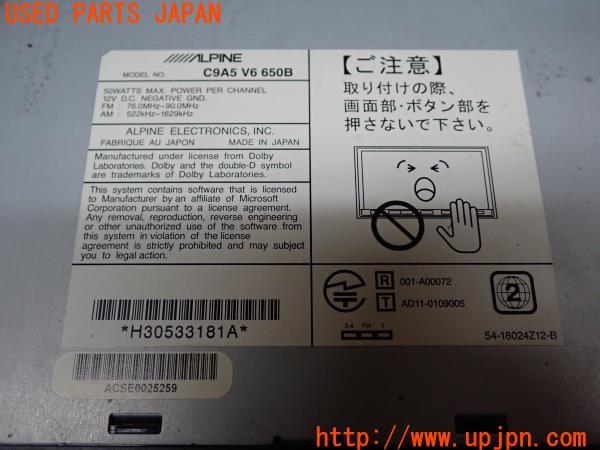 USED PARTS JAPAN
ALPINE
MODEL NO. C9A5 V6 650B
50WATTS MAX. POWER PER CHANNEL
12V D.C. NEGATIVE GND.
FM : 76.0MHz~90.0MHz
AM : 522kHz~1629kHz
ALPINE ELECTRONICS, INC.
FABRIQUE AU JAPON MADE IN JAPAN
Manufactured under license from Dolby
Laboratories. Dolby and the double-D symbol
are trademarks of Dolby Laboratories.
This system contains software that is licensed
to Manufacturer by an affiliate of Microsoft
Corporation pursuant to a license agreement.
Any removal, reproduction, reverse engineering
or other unauthorized use of the software
from this system in violation of the license
agreement is strictly prohibited and may subject
you to legal action.
*H30533181A*
ACSE0025259
【ご注意】
取り付けの際、
画面部・ボタン部を
押さないで下さい。
R 001-A00072
T AD11-0109005
2
2.4 FH 1
54-18024Z12-B
http://www.upjpn.com